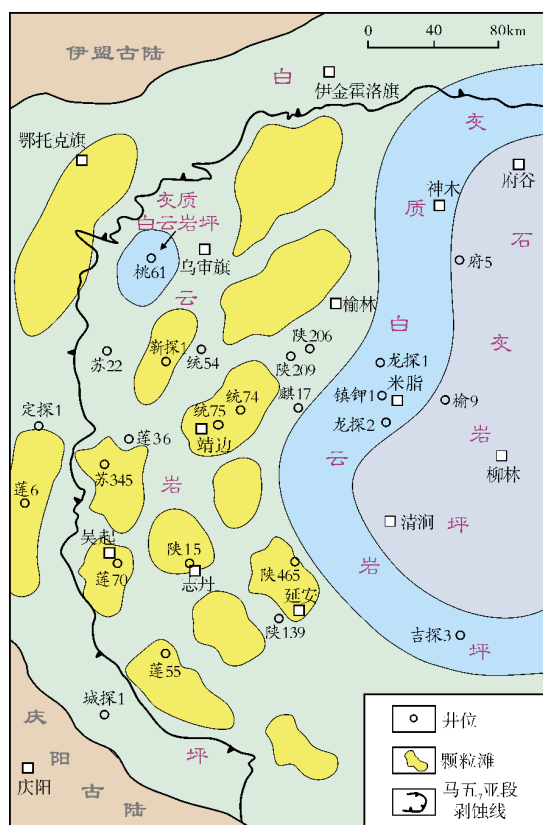 伊盟古陆
0 40 80km
白
伊金霍洛旗
鄂托克旗
灰
府谷
神木
质
石
灰质
白云岩坪
乌审旗
桃61
府5
云
榆林
白
灰
陕206
苏22
靳探1
统54
陕209
龙探1
镇钾1
米脂
麒17
榆9
定探1
统74
统75
靖边
龙探2
莲36
云
岩
柳林
苏345
莲6
岩
清涧
坪
吴起
陕15
莲70
志丹
陕465
岩
延安
陕139
吉探3
坪
莲55
城探1
坪
庆
阳
古
陆
庆阳
井位
颗粒滩
马五₇亚段
剥蚀线